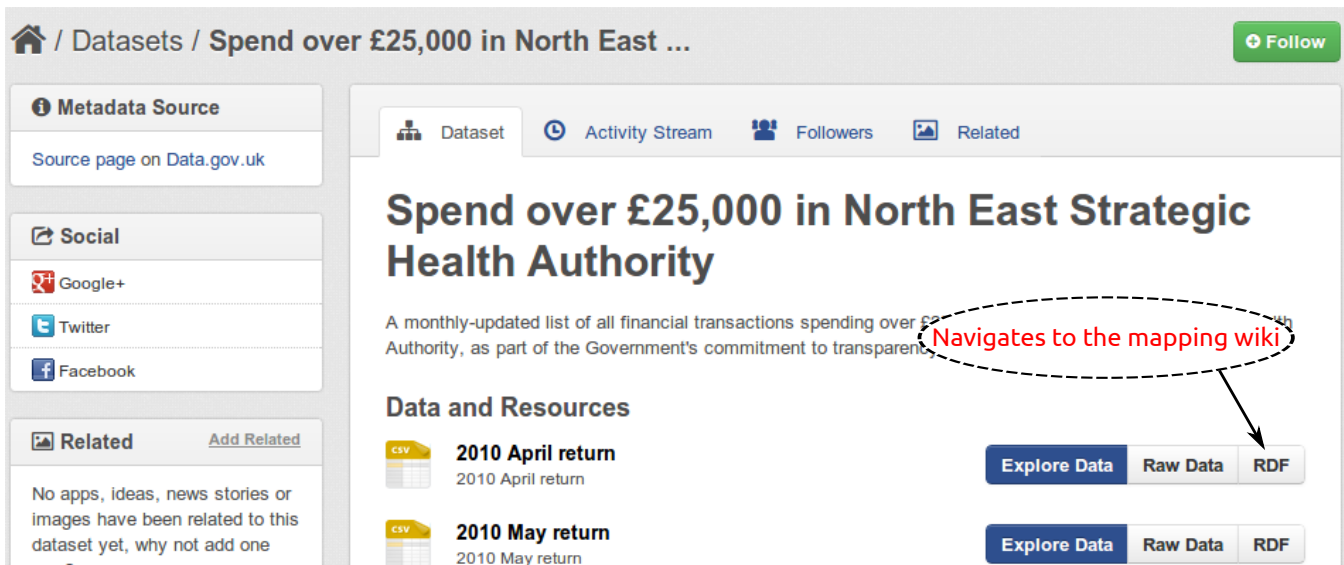 / Datasets / Spend over £25,000 in North East ...
Follow
Metadata Source
Source page on Data.gov.uk
Social
Google+
Twitter
Facebook
Related Add Related
No apps, ideas, news stories or
images have been related to this
dataset yet, why not add one
Dataset Activity Stream Followers Related
Spend over £25,000 in North East Strategic
Health Authority
A monthly-updated list of all financial transactions spending over
Authority, as part of the Government's commitment to
Navigates to the mapping wiki
Data and Resources
CSV
2010 April return
2010 April return
Explore Data Raw Data RDF
CSV
2010 May return
2010 May return
Explore Data Raw Data RDF